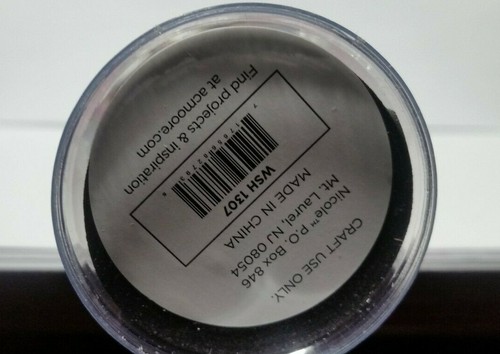 Find projects & inspiration
at acmoore.com
WSH 1307
MADE IN CHINA
Mt. Laurel, NJ 08054
Nicole™ P.O. Box 846
CRAFT USE ONLY.